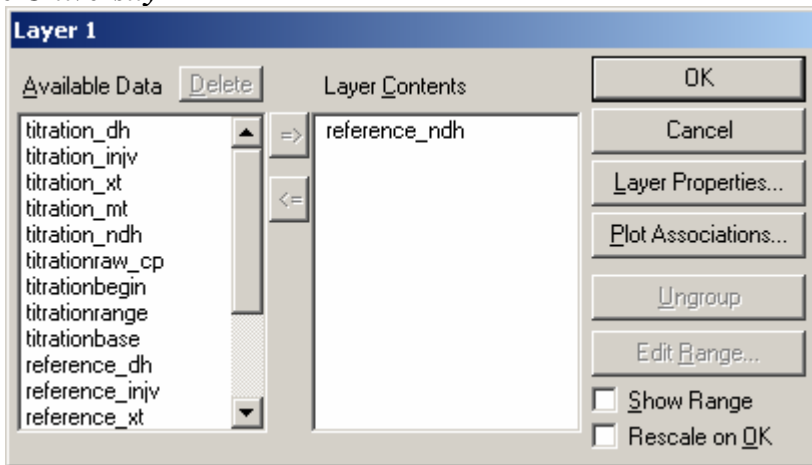 Layer 1
Available Data
Delete
Layer Contents
OK
Cancel
Layer Properties...
Plot Associations...
Ungroup
Edit Range...
Show Range
Rescale on OK
titration_dh
titration_injv
titration_xt
titration_mt
titration_ndh
titrationraw_cp
titrationbegin
titrationrange
titrationbase
reference_dh
reference_injv
reference_xt
=>
<=
reference_ndh